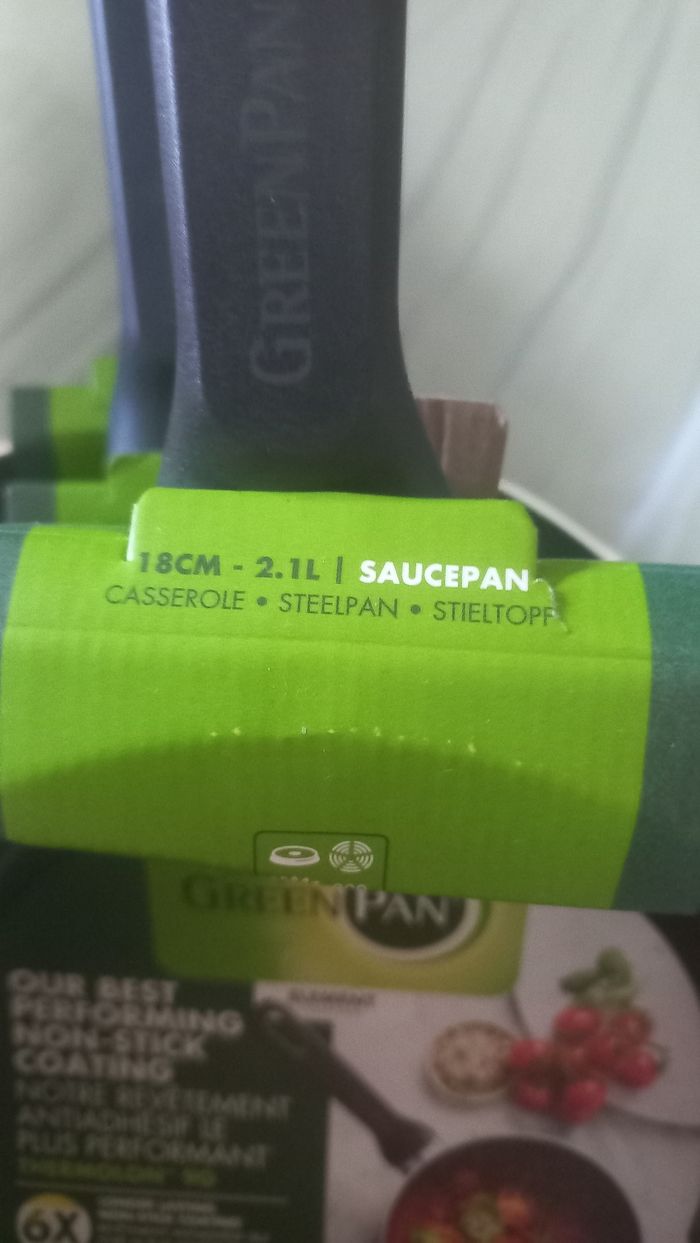 GREENPAN
18CM - 2.1L | SAUCEPAN
CASSEROLE • STEELPAN • STIELTOPF
GREENPAN
OUR BEST
PERFORMING
NON-STICK
COATING
NOTRE REVÊTEMENT
ANTIADHÉSIF LE
PLUS PERFORMANT
THERMOLON
6X